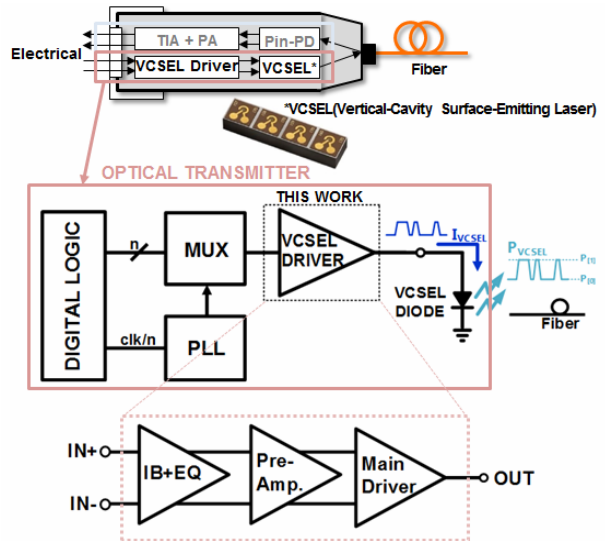 TIA + PA
Pin-PD
Electrical
VCSEL Driver
VCSEL*
Fiber
*VCSEL(Vertical-Cavity Surface-Emitting Laser)
OPTICAL TRANSMITTER
THIS WORK
DIGITAL LOGIC
n
MUX
VCSEL
DRIVER
IVCSEL
PVCSEL
P[1]
P[0]
VCSEL
DIODE
Fiber
clk/n
PLL
IN+
IN-
IB+EQ
Pre-
Amp.
Main
Driver
OUT